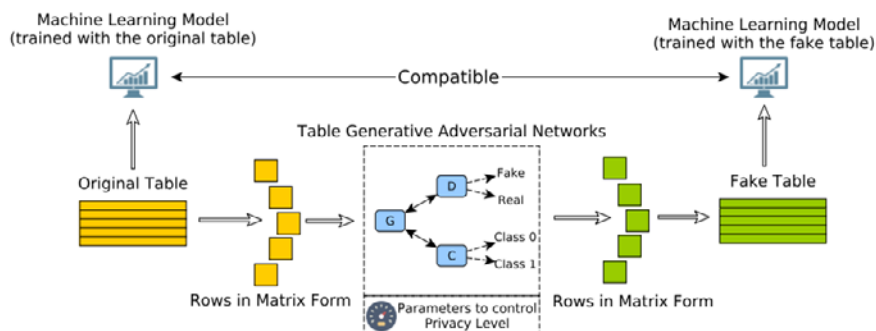 Machine Learning Model
(trained with the original table)
Machine Learning Model
(trained with the fake table)
Compatible
Table Generative Adversarial Networks
Original Table
Fake Table
D
Fake
Real
G
C
Class 0
Class 1
Rows in Matrix Form
Parameters to control
Privacy Level
Rows in Matrix Form